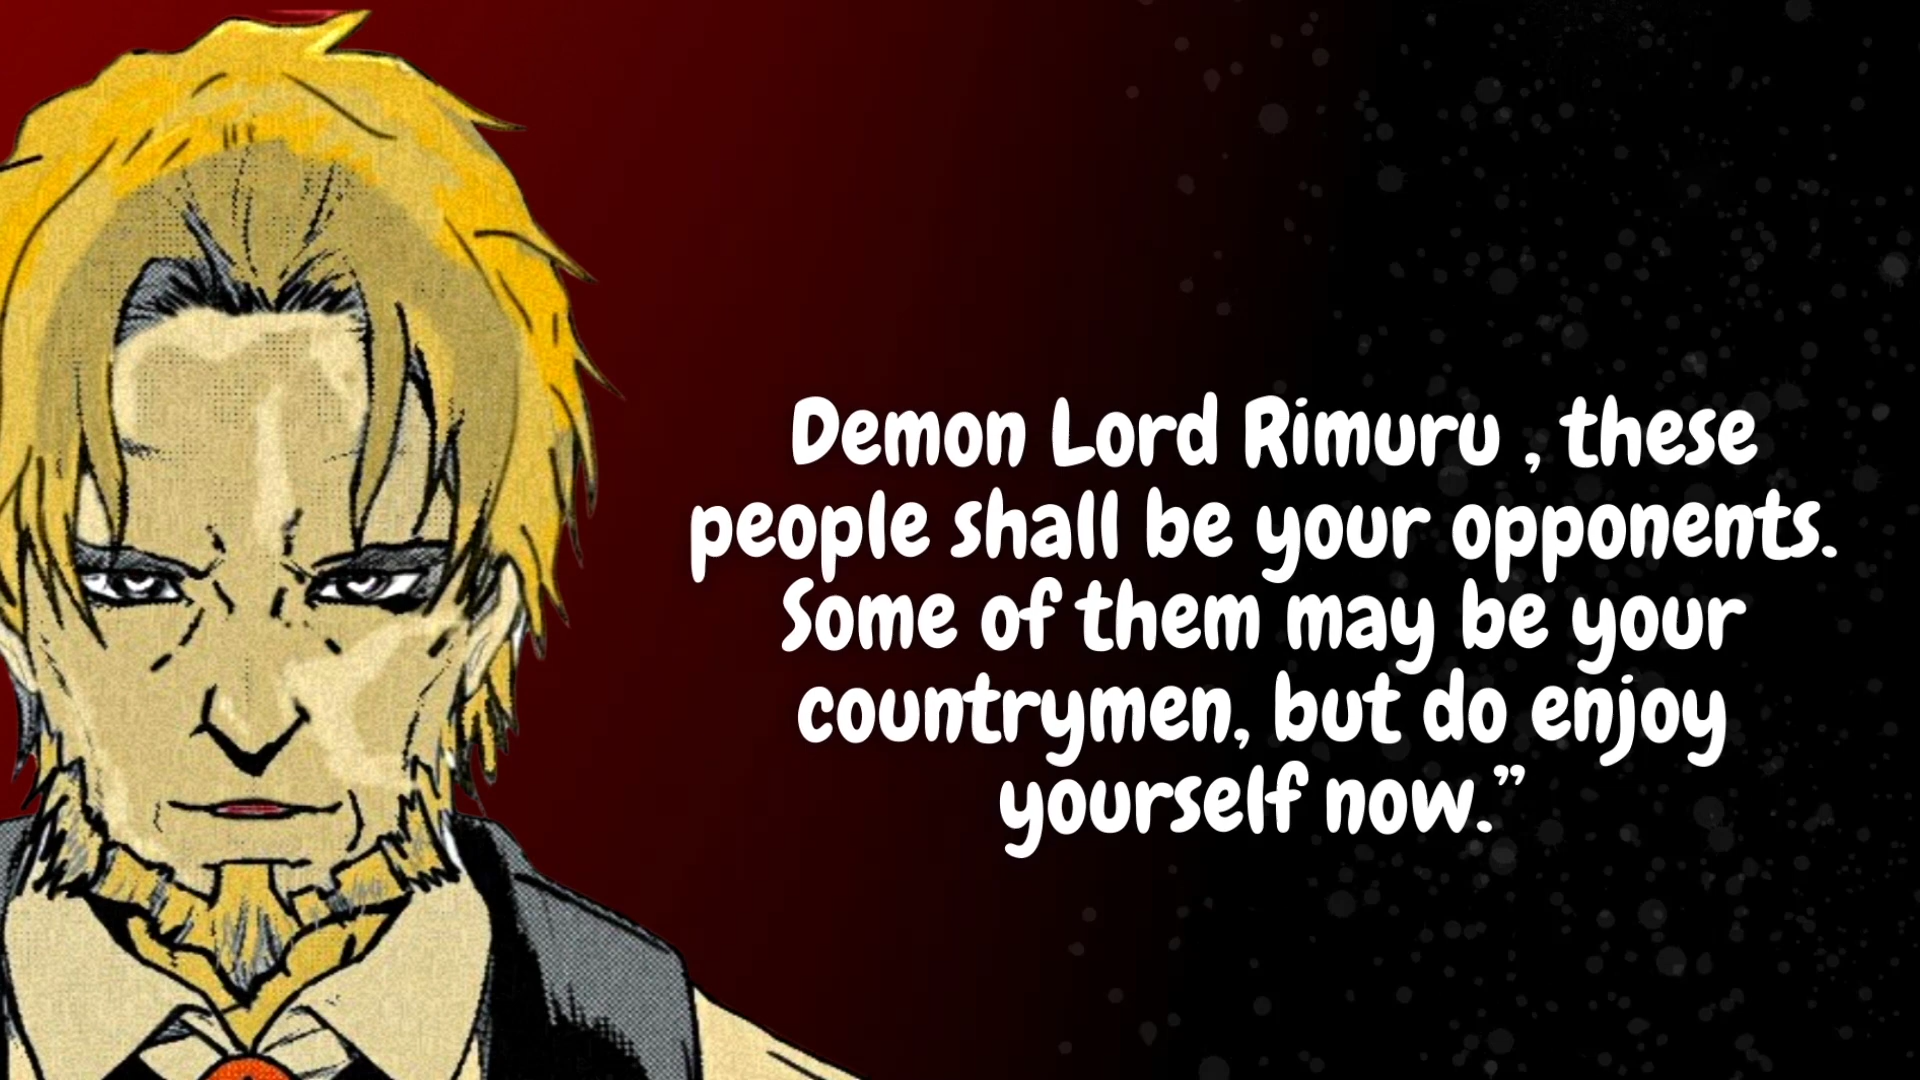 Demon Lord Rimuru , these
people shall be your opponents.
Some of them may be your
countrymen, but do enjoy
yourself now.”